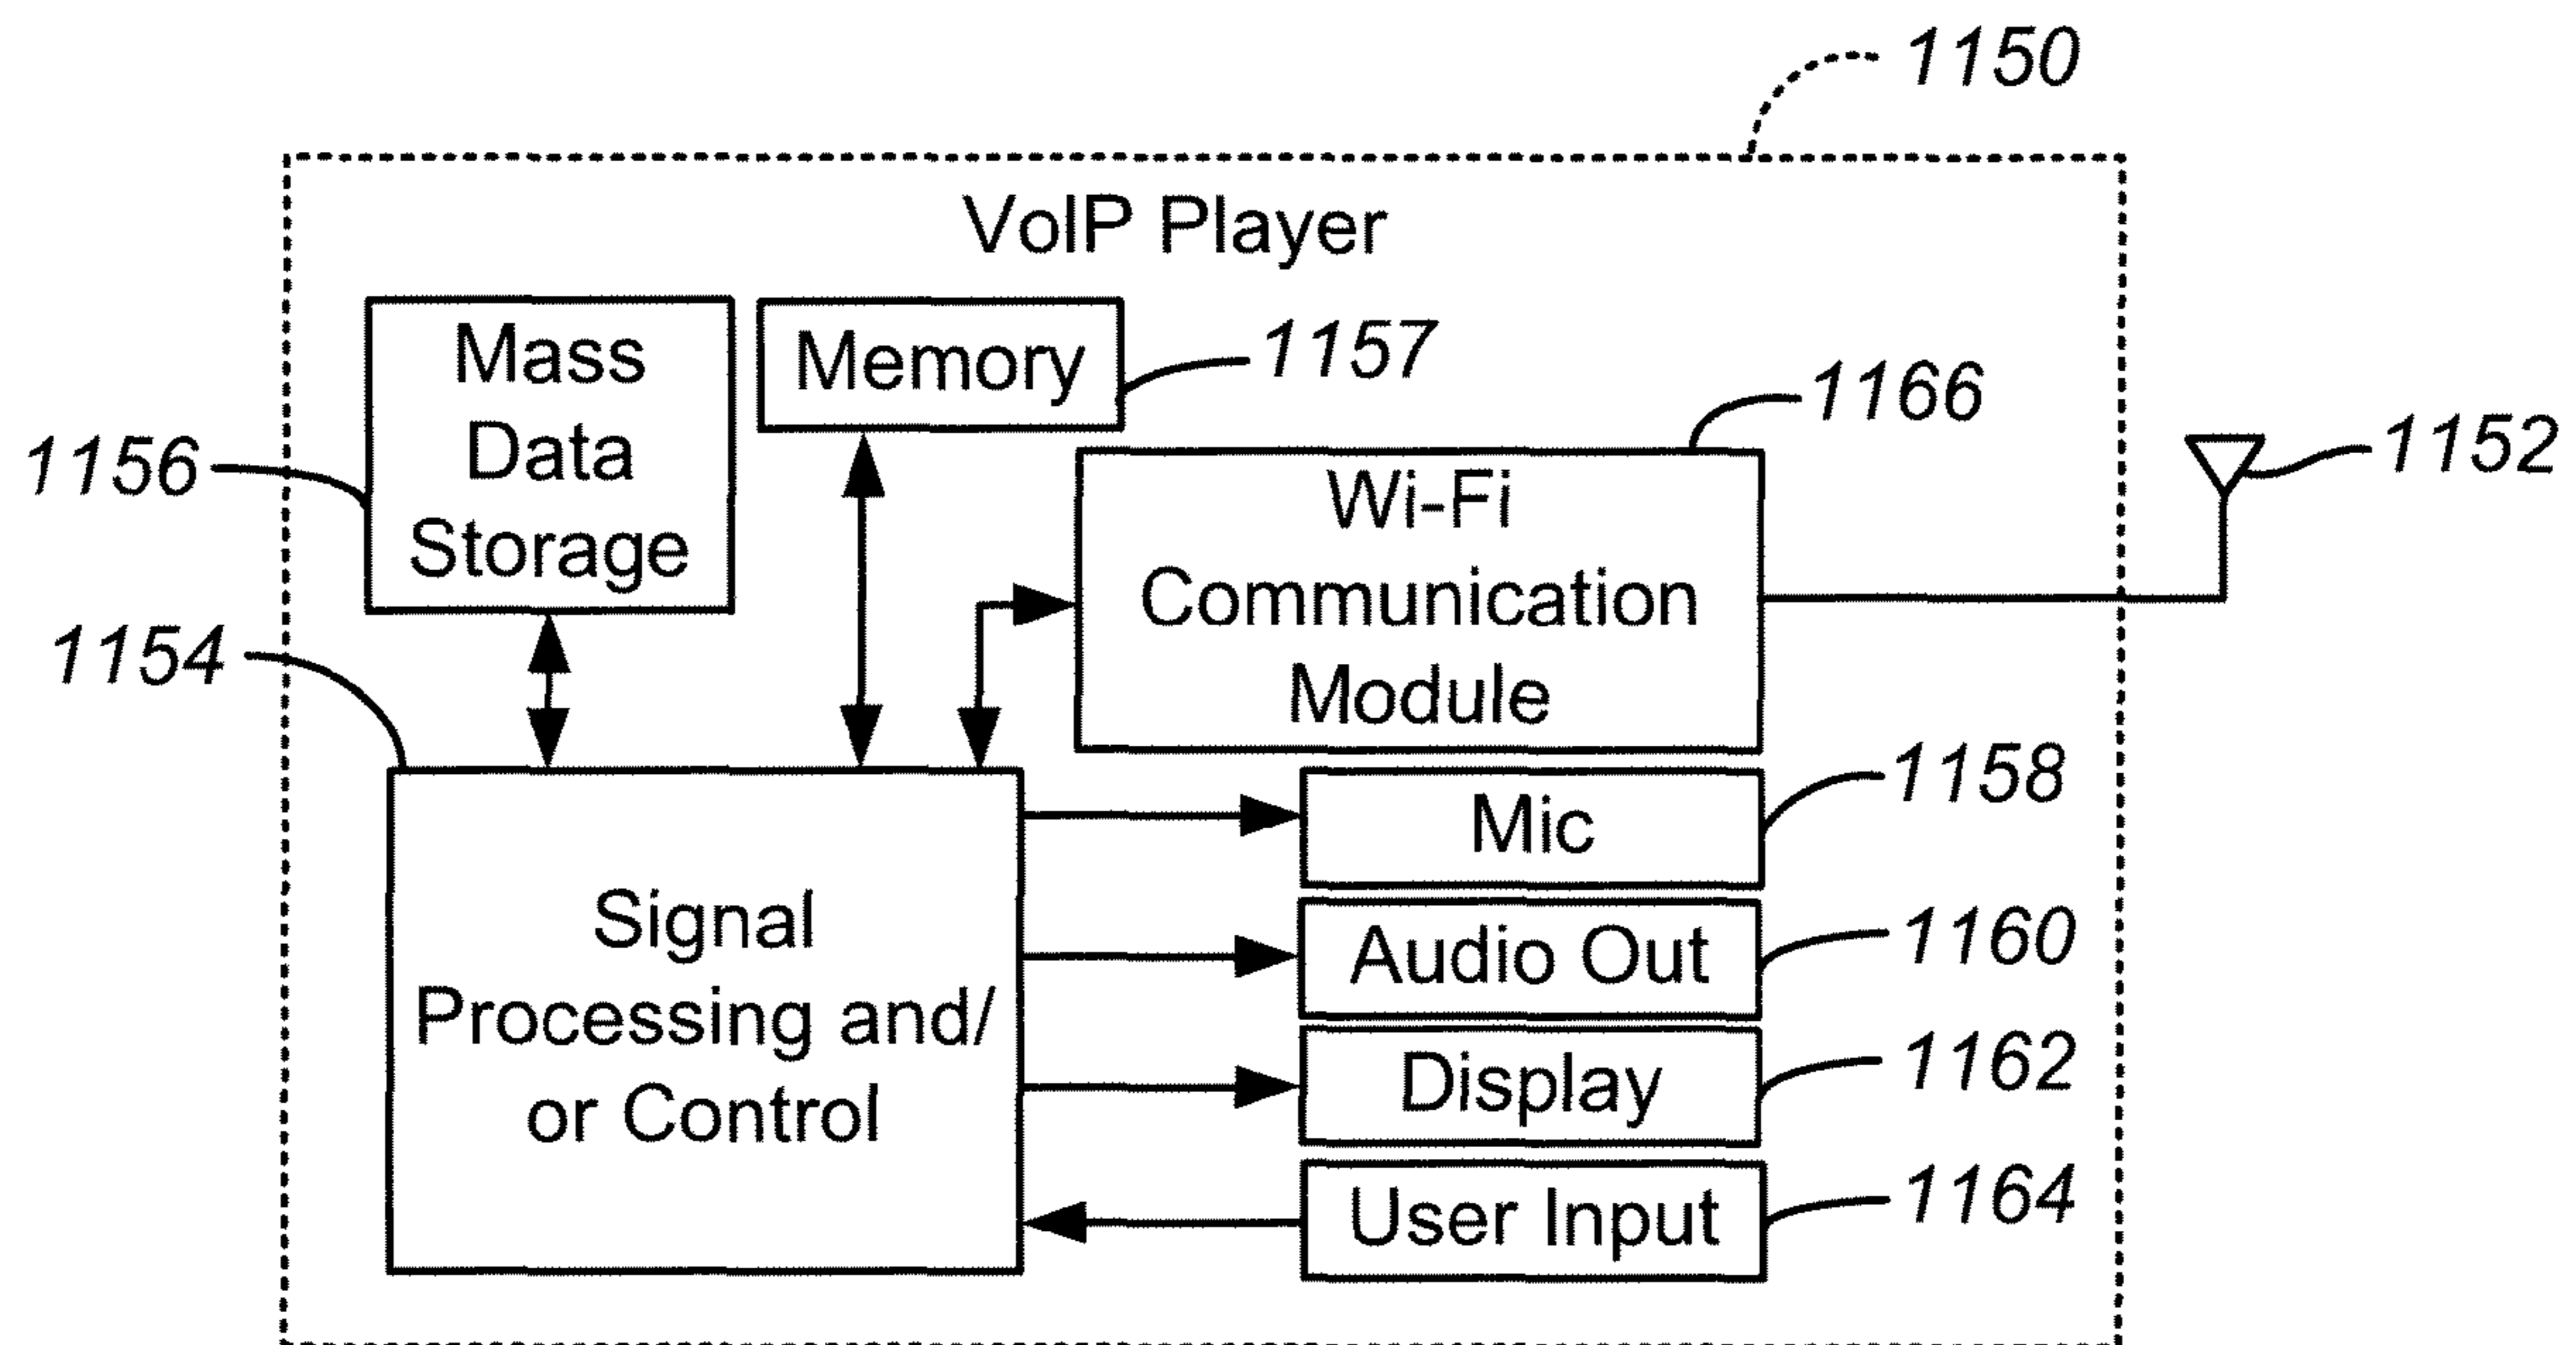 1150
VoIP Player
Mass
Data
Storage
Memory
1157
1166
1156
Wi-Fi
Communication
Module
1152
1154
Signal
Processing and/
or Control
Mic
1158
Audio Out
1160
Display
1162
User Input
1164